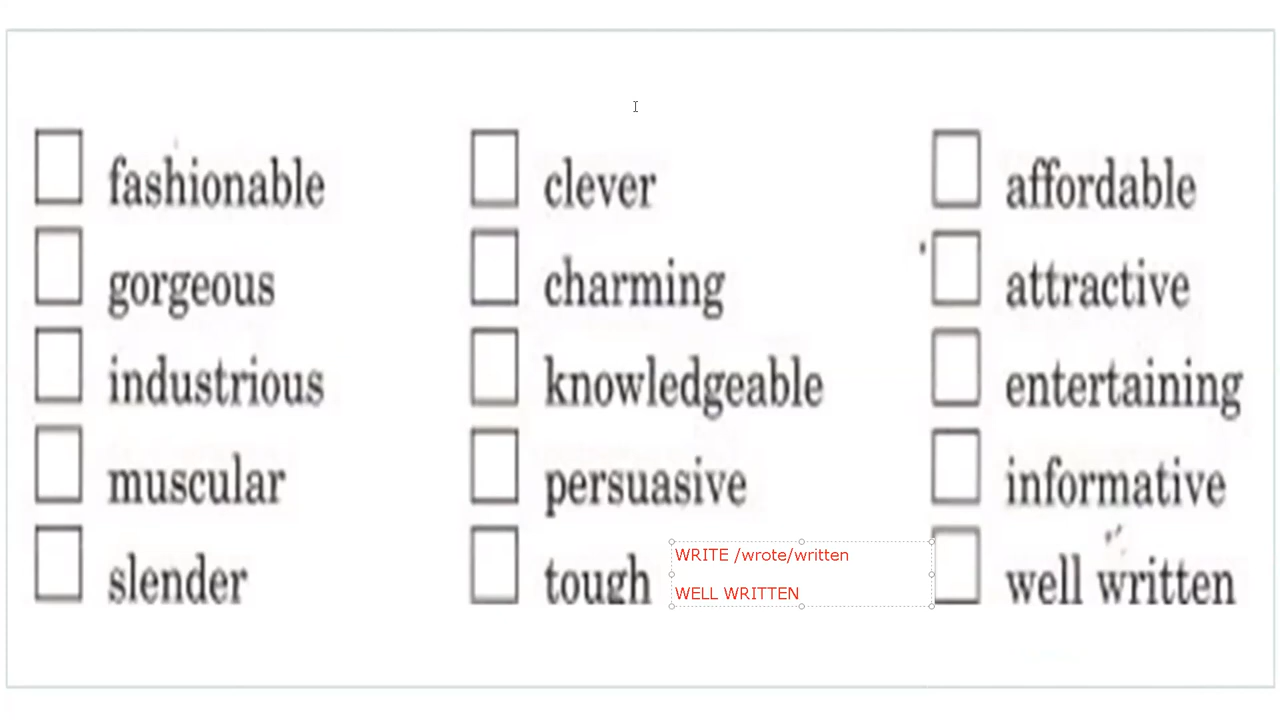 fashionable
gorgeous
industrious
muscular
slender
clever
charming
knowledgeable
persuasive
tough
WRITE /wrote/written
WELL WRITTEN
affordable
attractive
entertaining
informative
well written